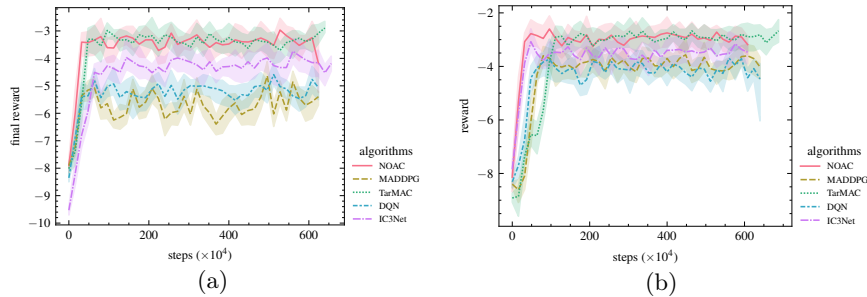 −3
−4
−5
−6
−7
−8
−9
−10
final reward
0
200
400
600
steps (×10⁴)
algorithms
NOAC
MADDPG
TarMAC
DQN
IC3Net
(a)
−2
−4
−6
−8
reward
0
200
400
600
steps (×10⁴)
algorithms
NOAC
MADDPG
TarMAC
DQN
IC3Net
(b)